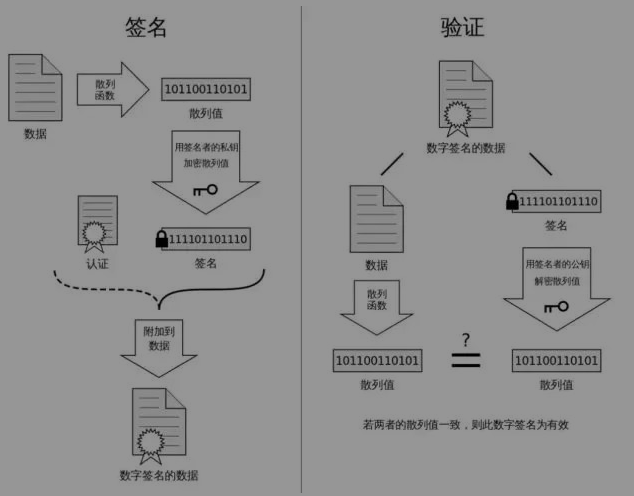 签名
散列
函数
101100110101
散列值
数据
用签名者的私钥
加密散列值
111101101110
认证
签名
附加到
数据
数字签名的数据
验证
数字签名的数据
数据
111101101110
签名
散列
函数
用签名者的公钥
解密散列值
?
101100110101
=
101100110101
散列值
散列值
若两者的散列值一致，则此数字签名为有效